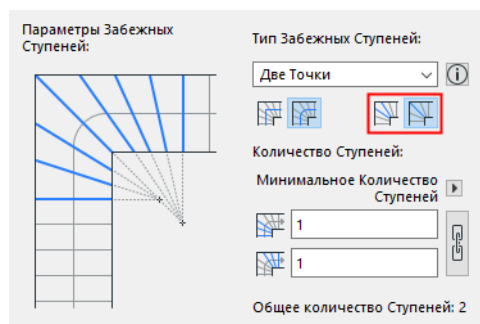 Параметры Забежных
Ступеней:
Тип Забежных Ступеней:
Две Точки
Количество Ступеней:
Минимальное Количество
Ступеней
1
1
Общее количество Ступеней: 2